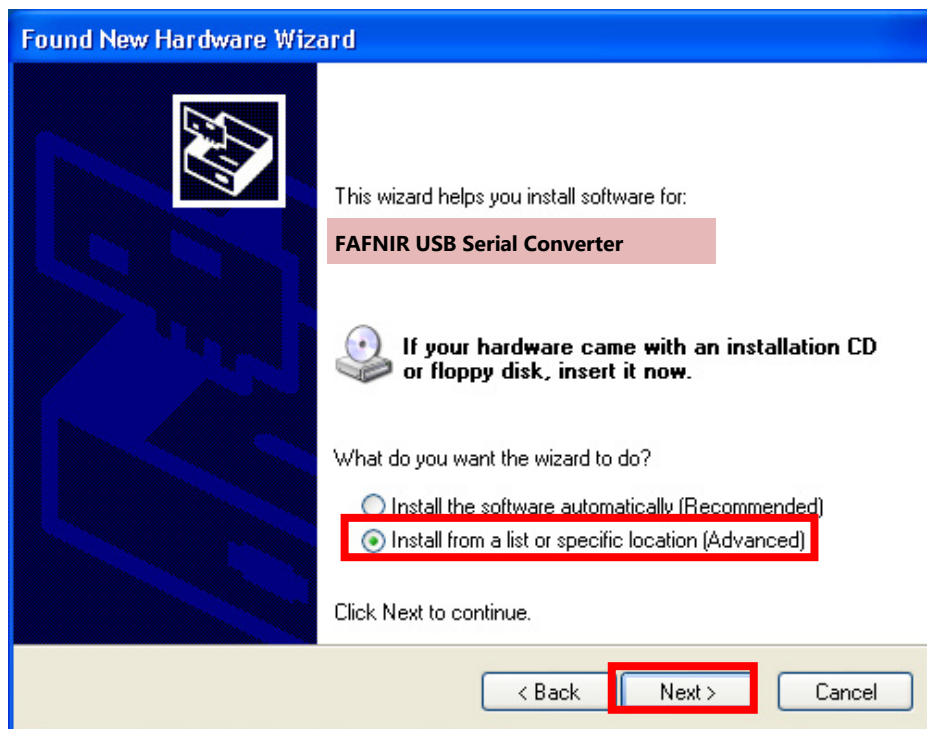 Found New Hardware Wizard
This wizard helps you install software for:
FAFNIR USB Serial Converter
If your hardware came with an installation CD
or floppy disk, insert it now.
What do you want the wizard to do?
Install the software automatically (Recommended)
Install from a list or specific location (Advanced)
Click Next to continue.
< Back Next > Cancel